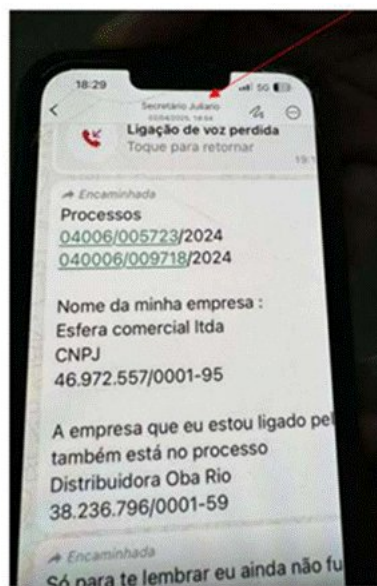 18:29
5G
Secretário Juliano
Ligação de voz perdida
Toque para retornar
Encaminhada
Processos
04006/005723/2024
040006/009718/2024
Nome da minha empresa :
Esfera comercial ltda
CNPJ
46.972.557/0001-95
A empresa que eu estou ligado pel
também está no processo
Distribuidora Oba Rio
38.236.796/0001-59
Encaminhada
Só para te lembrar eu ainda não fu